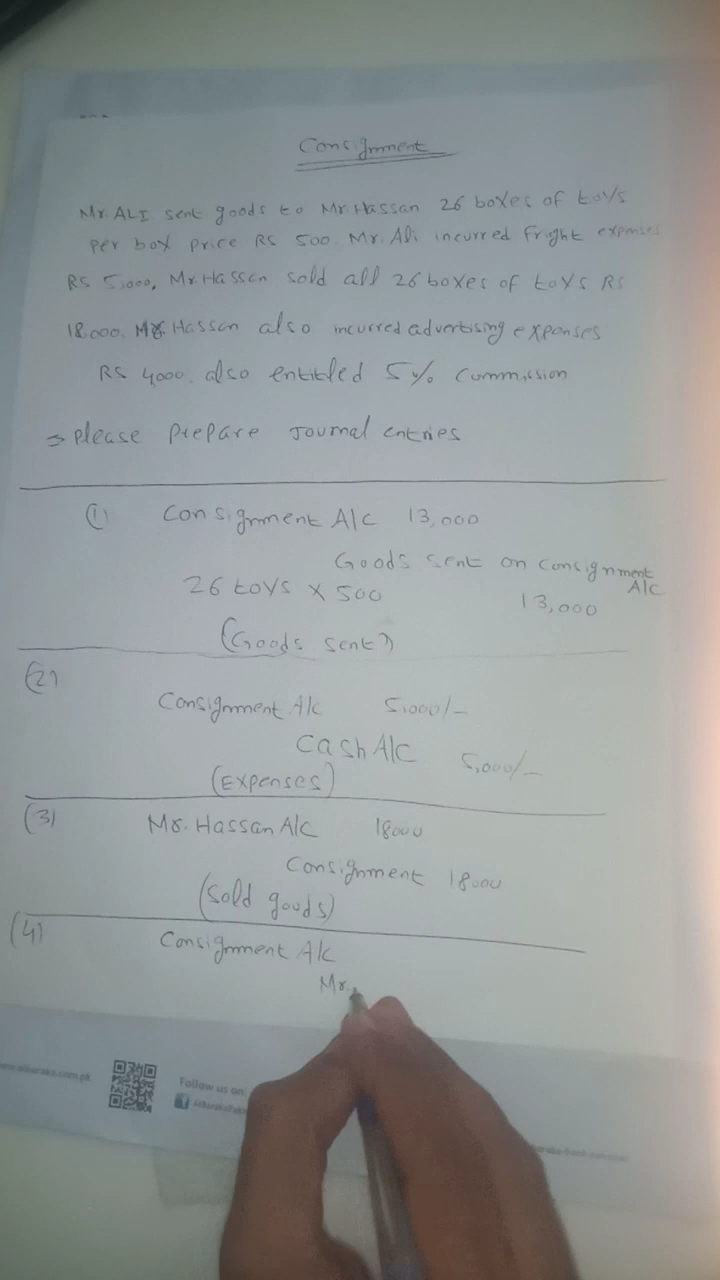 Consignment
Mr. ALI sent goods to Mr. Hassan 26 boxes of toys
per box price RS 500. Mr. Ali incurred fright expenses
RS 5,000, Mr Hassan sold all 26 boxes of toys RS
18,000. Mr Hassan also incurred advertising expenses
RS 4000. also entitled 5% commission
→ please prepare Journal entries
(1) Consignment A/C 13,000
Goods sent on consignment A/C
26 toys × 500 13,000
(Goods sent)
(2)
Consignment A/c 5,000/-
Cash A/C 5,000/-
(Expenses)
(3) Mr. Hassan A/C 18000
Consignment 18000
(sold goods)
(4) Consignment A/c
Mr.
Follow us on: